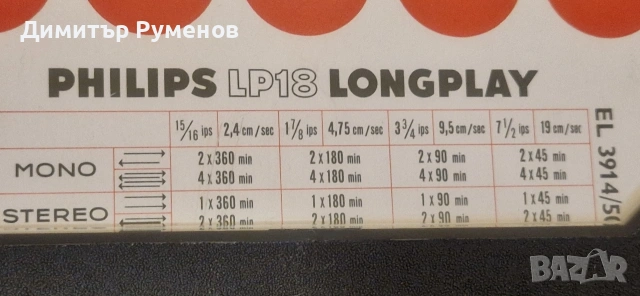 Димитър Руменов
PHILIPS LP18 LONGPLAY
15/16 ips 2,4 cm/sec 1 7/8 ips 4,75 cm/sec 3 3/4 ips 9,5 cm/sec 7 1/2 ips 19 cm/sec
MONO
2 x 360 min 2 x 180 min 2 x 90 min 2 x 45 min
4 x 360 min 4 x 180 min 4 x 90 min 4 x 45 min
STEREO
1 x 360 min 1 x 180 min 1 x 90 min 1 x 45 min
2 x 360 min 2 x 180 min 2 x 90 min 2 x 45 min
EL 3914/50
BAZAR